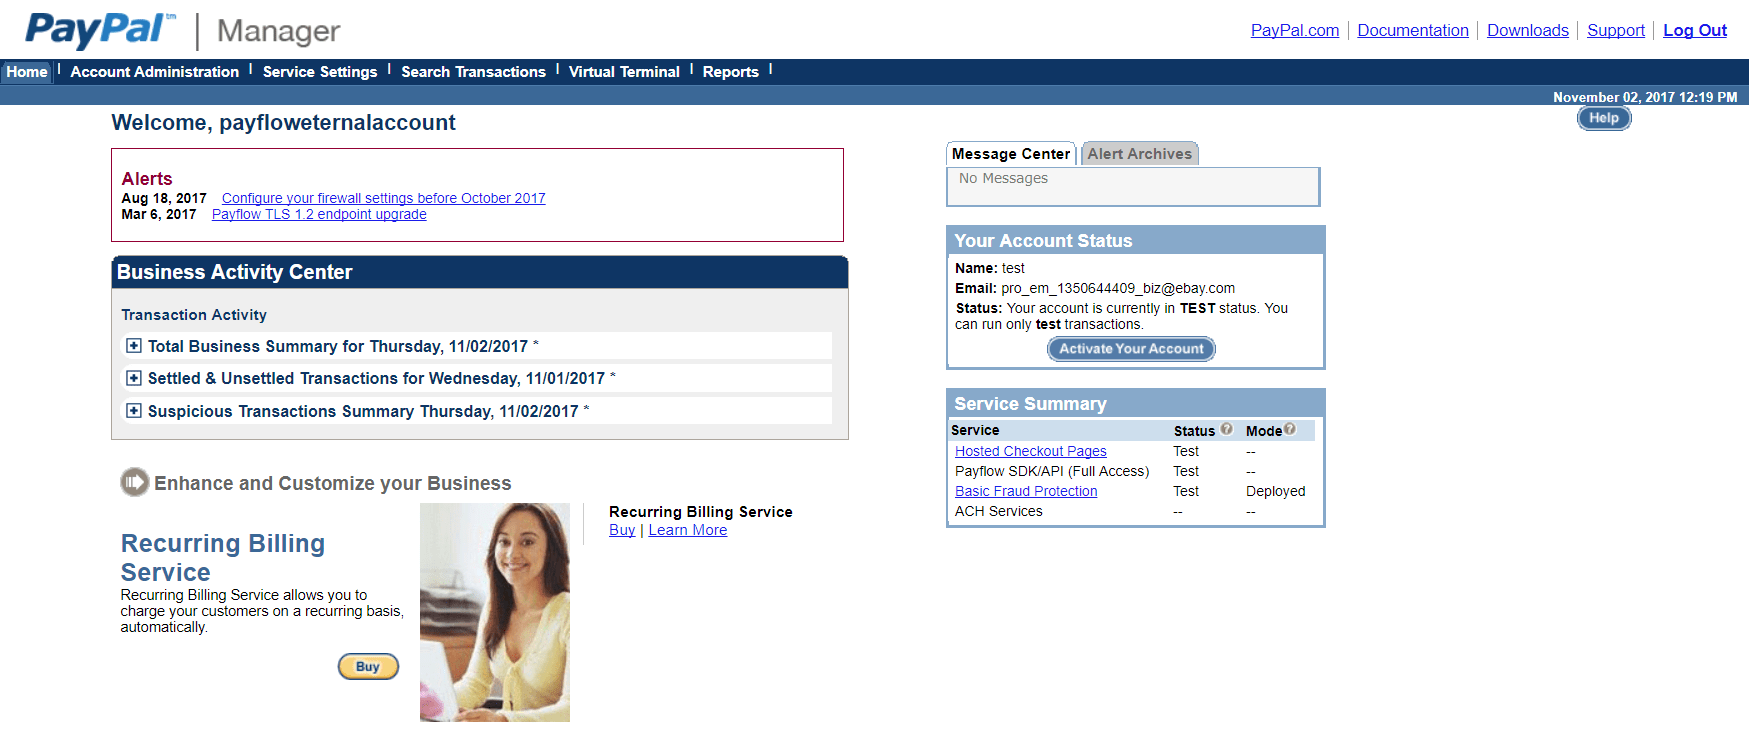 PayPal™ | Manager
PayPal.com | Documentation | Downloads | Support | Log Out
Home | Account Administration | Service Settings | Search Transactions | Virtual Terminal | Reports |
November 02, 2017 12:19 PM
Help
Welcome, payfloweternalaccount
Alerts
Aug 18, 2017 Configure your firewall settings before October 2017
Mar 6, 2017 Payflow TLS 1.2 endpoint upgrade
Business Activity Center
Transaction Activity
Total Business Summary for Thursday, 11/02/2017 *
Settled & Unsettled Transactions for Wednesday, 11/01/2017 *
Suspicious Transactions Summary Thursday, 11/02/2017 *
Enhance and Customize your Business
Recurring Billing
Service
Recurring Billing Service allows you to
charge your customers on a recurring basis,
automatically.
Buy
Recurring Billing Service
Buy | Learn More
Message Center Alert Archives
No Messages
Your Account Status
Name: test
Email: pro_em_1350644409_biz@ebay.com
Status: Your account is currently in TEST status. You
can run only test transactions.
Activate Your Account
Service Summary
Service Status ? Mode ?
Hosted Checkout Pages Test --
Payflow SDK/API (Full Access) Test --
Basic Fraud Protection Test Deployed
ACH Services -- --